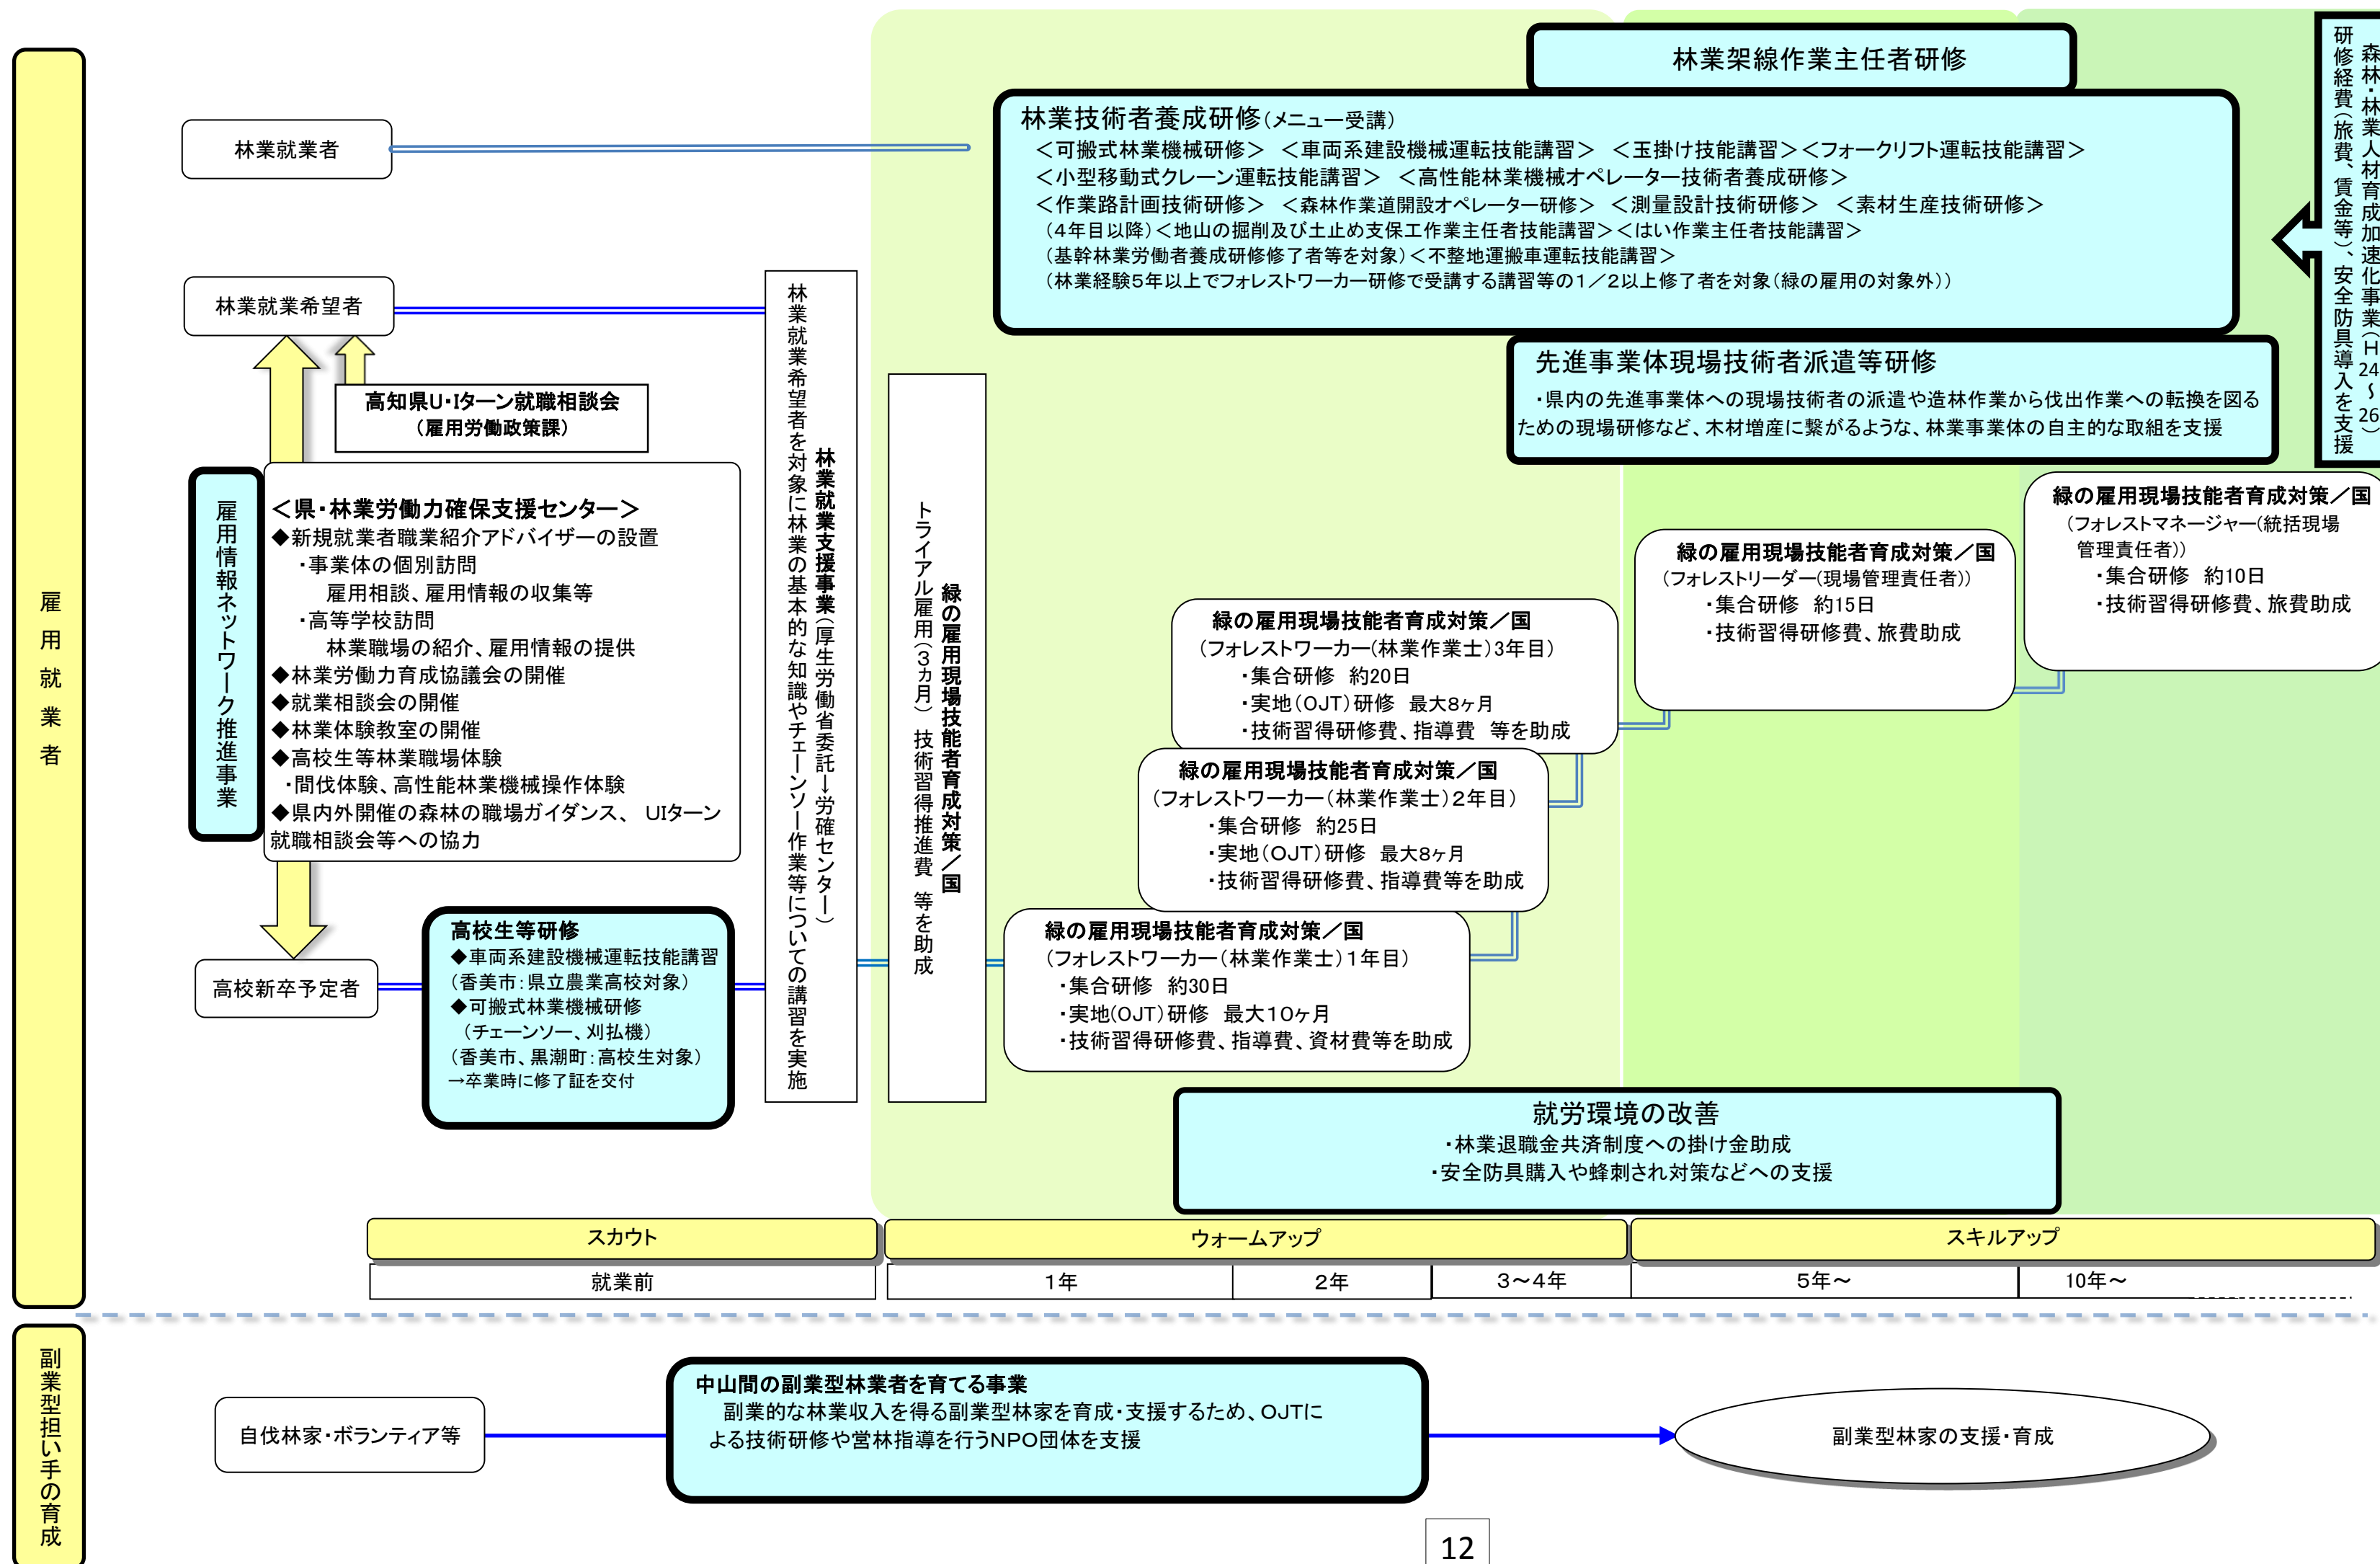 雇用就業者
林業就業者
林業就業希望者
高知県U・Iターン就職相談会
（雇用労働政策課）
雇用情報ネットワーク推進事業
＜県・林業労働力確保支援センター＞
◆新規就業者職業紹介アドバイザーの設置
・事業体の個別訪問
雇用相談、雇用情報の収集等
・高等学校訪問
林業職場の紹介、雇用情報の提供
◆林業労働力育成協議会の開催
◆就業相談会の開催
◆林業体験教室の開催
◆高校生等林業職場体験
・間伐体験、高性能林業機械操作体験
◆県内外開催の森林の職場ガイダンス、 UIターン
就職相談会等への協力
高校新卒予定者
高校生等研修
◆車両系建設機械運転技能講習
（香美市：県立農業高校対象）
◆可搬式林業機械研修
（チェーンソー、刈払機）
（香美市、黒潮町：高校生対象）
→卒業時に修了証を交付
林業就業支援事業（厚生労働省委託→労確センター）
林業就業希望者を対象に林業の基本的な知識やチェーンソー作業等についての講習を実施
緑の雇用現場技能者育成対策／国
トライアル雇用（３ヵ月） 技術習得推進費 等を助成
林業架線作業主任者研修
林業技術者養成研修（メニュー受講）
＜可搬式林業機械研修＞ ＜車両系建設機械運転技能講習＞ ＜玉掛け技能講習＞＜フォークリフト運転技能講習＞
＜小型移動式クレーン運転技能講習＞ ＜高性能林業機械オペレーター技術者養成研修＞
＜作業路計画技術研修＞ ＜森林作業道開設オペレーター研修＞ ＜測量設計技術研修＞ ＜素材生産技術研修＞
（４年目以降）＜地山の掘削及び土止め支保工作業主任者技能講習＞＜はい作業主任者技能講習＞
（基幹林業労働者養成研修修了者等を対象）＜不整地運搬車運転技能講習＞
（林業経験５年以上でフォレストワーカー研修で受講する講習等の１／２以上修了者を対象（緑の雇用の対象外））
先進事業体現場技術者派遣等研修
・県内の先進事業体への現場技術者の派遣や造林作業から伐出作業への転換を図る
ための現場研修など、木材増産に繋がるような、林業事業体の自主的な取組を支援
森林・林業人材育成加速化事業（H24～26）
研修経費（旅費、賃金等）、安全防具導入を支援
緑の雇用現場技能者育成対策／国
（フォレストマネージャー(統括現場
管理責任者)）
・集合研修 約10日
・技術習得研修費、旅費助成
緑の雇用現場技能者育成対策／国
（フォレストリーダー(現場管理責任者)）
・集合研修 約15日
・技術習得研修費、旅費助成
緑の雇用現場技能者育成対策／国
（フォレストワーカー(林業作業士)3年目）
・集合研修 約20日
・実地（OJT）研修 最大8ヶ月
・技術習得研修費、指導費 等を助成
緑の雇用現場技能者育成対策／国
（フォレストワーカー（林業作業士）２年目）
・集合研修 約25日
・実地（OJT）研修 最大8ヶ月
・技術習得研修費、指導費等を助成
緑の雇用現場技能者育成対策／国
（フォレストワーカー（林業作業士）１年目）
・集合研修 約30日
・実地(OJT)研修 最大１０ヶ月
・技術習得研修費、指導費、資材費等を助成
就労環境の改善
・林業退職金共済制度への掛け金助成
・安全防具購入や蜂刺され対策などへの支援
スカウト ウォームアップ スキルアップ
就業前 １年 ２年 ３～４年 ５年～ 10年～
副業型担い手の育成
自伐林家・ボランティア等
中山間の副業型林業者を育てる事業
副業的な林業収入を得る副業型林家を育成・支援するため、OJTに
よる技術研修や営林指導を行うNPO団体を支援
副業型林家の支援・育成
12